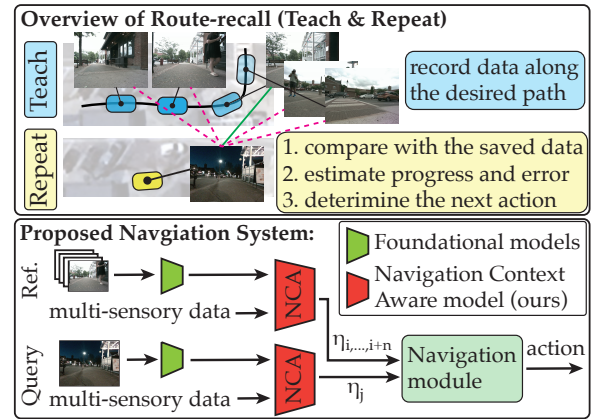 Overview of Route-recall (Teach & Repeat)
Teach
record data along
the desired path
Repeat
1. compare with the saved data
2. estimate progress and error
3. deterimine the next action
Proposed Navgiation System:
Foundational models
Navigation Context
Aware model (ours)
Ref.
multi-sensory data
NCA
η_{i,...,i+n}
Query
multi-sensory data
NCA
η_j
Navigation
module
action